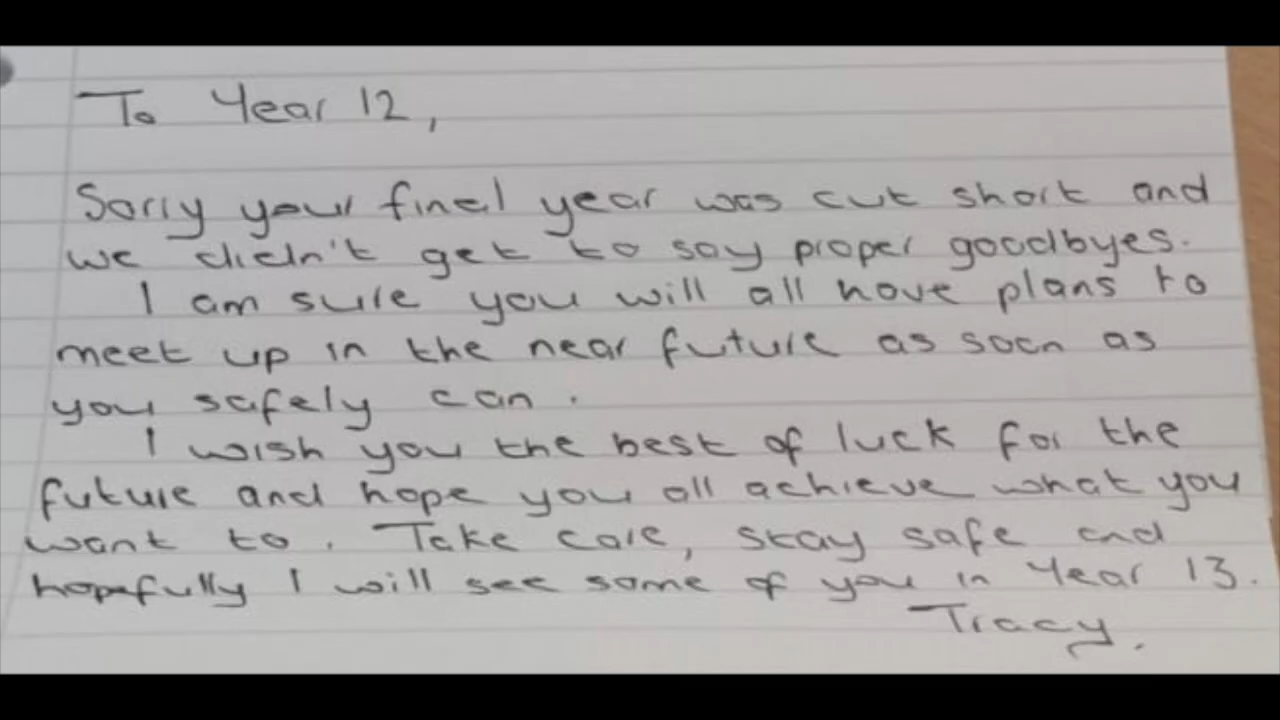 To Year 12,
Sorry your final year was cut short and
we didn't get to say proper goodbyes.
I am sure you will all have plans to
meet up in the near future as soon as
you safely can.
I wish you the best of luck for the
future and hope you all achieve what you
want to. Take care, stay safe and
hopefully I will see some of you in Year 13.
Tracy.